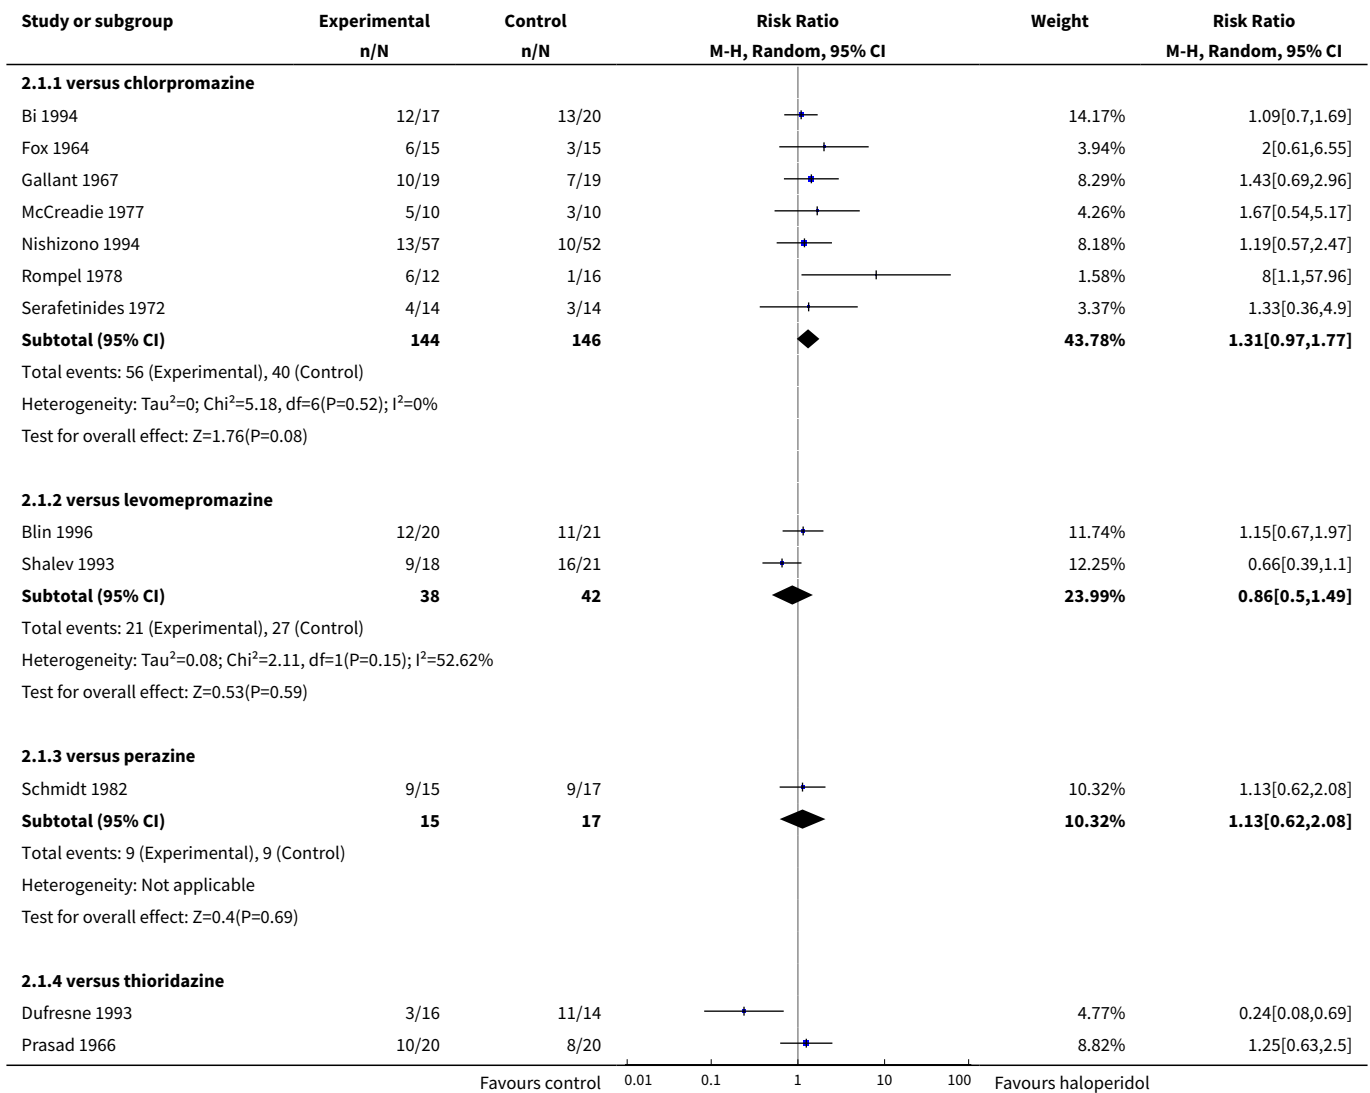 Study or subgroup Experimental Control Risk Ratio Weight Risk Ratio
n/N n/N M-H, Random, 95% CI M-H, Random, 95% CI
2.1.1 versus chlorpromazine
Bi 1994 12/17 13/20 14.17% 1.09[0.7,1.69]
Fox 1964 6/15 3/15 3.94% 2[0.61,6.55]
Gallant 1967 10/19 7/19 8.29% 1.43[0.69,2.96]
McCreadie 1977 5/10 3/10 4.26% 1.67[0.54,5.17]
Nishizono 1994 13/57 10/52 8.18% 1.19[0.57,2.47]
Rompel 1978 6/12 1/16 1.58% 8[1.1,57.96]
Serafetinides 1972 4/14 3/14 3.37% 1.33[0.36,4.9]
Subtotal (95% CI) 144 146 43.78% 1.31[0.97,1.77]
Total events: 56 (Experimental), 40 (Control)
Heterogeneity: Tau²=0; Chi²=5.18, df=6(P=0.52); I²=0%
Test for overall effect: Z=1.76(P=0.08)
2.1.2 versus levomepromazine
Blin 1996 12/20 11/21 11.74% 1.15[0.67,1.97]
Shalev 1993 9/18 16/21 12.25% 0.66[0.39,1.1]
Subtotal (95% CI) 38 42 23.99% 0.86[0.5,1.49]
Total events: 21 (Experimental), 27 (Control)
Heterogeneity: Tau²=0.08; Chi²=2.11, df=1(P=0.15); I²=52.62%
Test for overall effect: Z=0.53(P=0.59)
2.1.3 versus perazine
Schmidt 1982 9/15 9/17 10.32% 1.13[0.62,2.08]
Subtotal (95% CI) 15 17 10.32% 1.13[0.62,2.08]
Total events: 9 (Experimental), 9 (Control)
Heterogeneity: Not applicable
Test for overall effect: Z=0.4(P=0.69)
2.1.4 versus thioridazine
Dufresne 1993 3/16 11/14 4.77% 0.24[0.08,0.69]
Prasad 1966 10/20 8/20 8.82% 1.25[0.63,2.5]
Favours control 0.01 0.1 1 10 100 Favours haloperidol